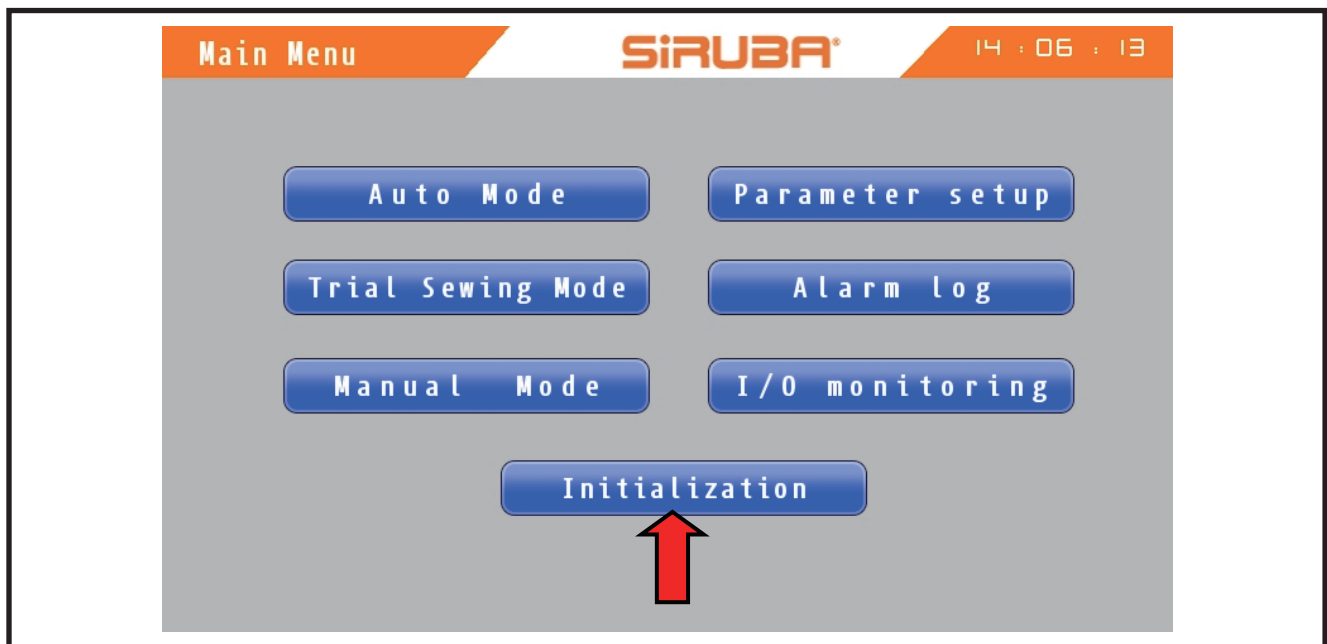 Main Menu SiRUBA® 14 : 06 : 13
Auto Mode Parameter setup
Trial Sewing Mode Alarm log
Manual Mode I/O monitoring
Initialization